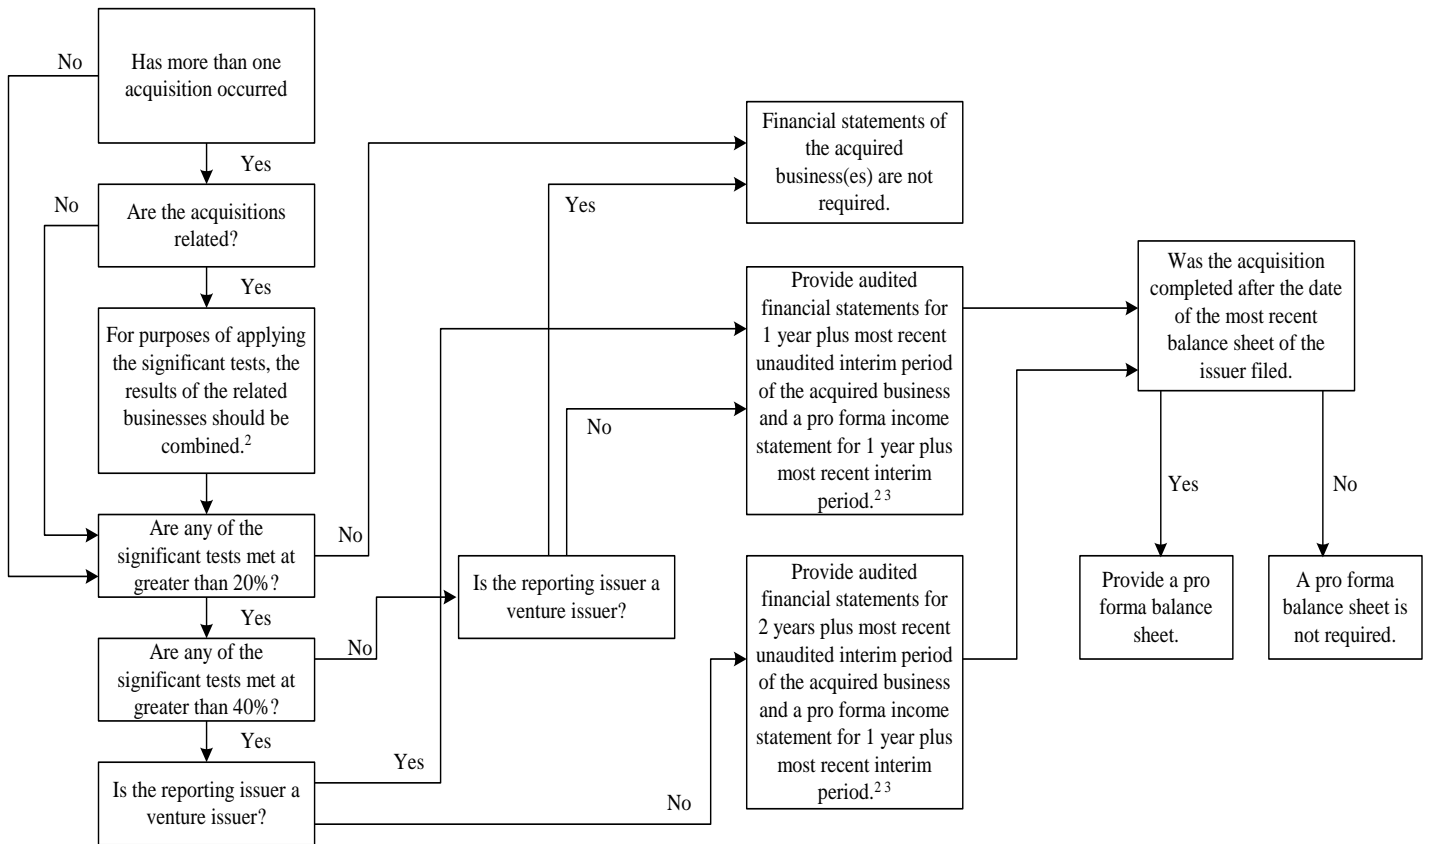 Has more than one
acquisition occurred
No
Yes
Are the acquisitions
related?
No
Yes
For purposes of applying
the significant tests, the
results of the related
businesses should be
combined.2
Are any of the
significant tests met at
greater than 20%?
No
Yes
Are any of the
significant tests met at
greater than 40%?
No
Yes
Is the reporting issuer a
venture issuer?
Yes
No
Is the reporting issuer a
venture issuer?
Yes
No
Financial statements of
the acquired
business(es) are not
required.
Provide audited
financial statements for
1 year plus most recent
unaudited interim period
of the acquired business
and a pro forma income
statement for 1 year plus
most recent interim
period.2 3
Provide audited
financial statements for
2 years plus most recent
unaudited interim period
of the acquired business
and a pro forma income
statement for 1 year plus
most recent interim
period.2 3
Was the acquisition
completed after the date
of the most recent
balance sheet of the
issuer filed.
Yes
No
Provide a pro
forma balance
sheet.
A pro forma
balance sheet is
not required.